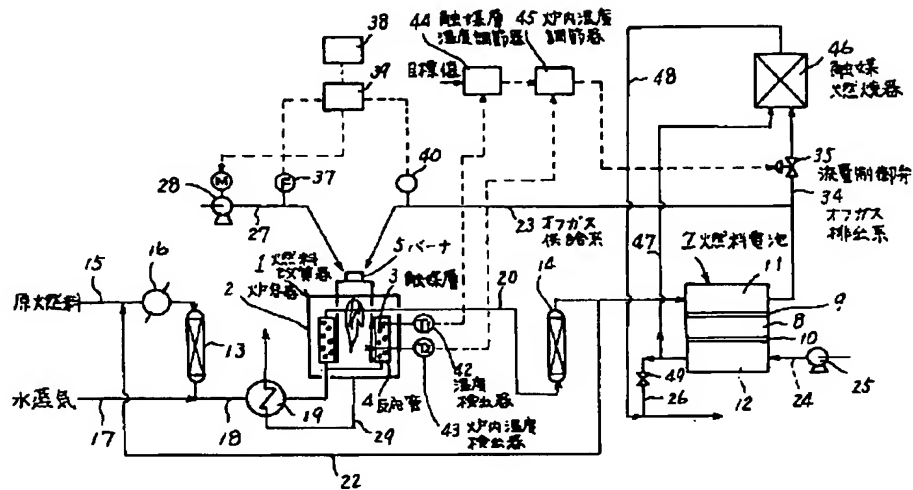 38
39
44 触媒層
温度調節器
45 炉内温度
調節器
目標値
48
46
触媒
燃焼器
M
28
F
37
40
35
流量制御弁
34
オフガス
排出系
27
23 オフガス
供給系
5 バーナ
1 燃料
改質器
2 炉容器
3 触媒層
20
14
47
7 燃料電池
11
9
8
10
12
15
16
原燃料
13
水蒸気
17
18
19
29
4 反応管
T1
T2
42
温度
検出器
43 炉内温度
検出器
49
26
24
25
22